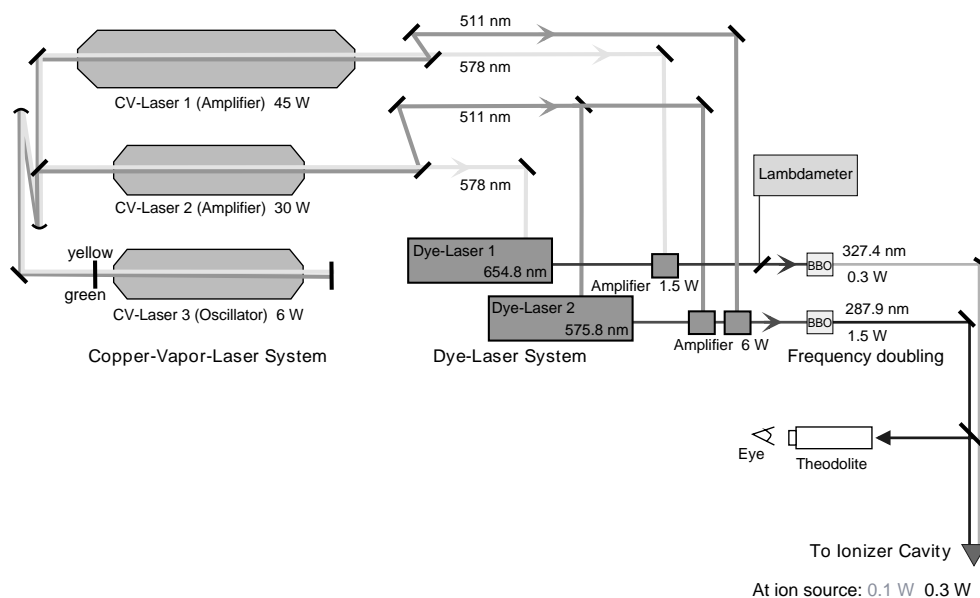 511 nm
578 nm
CV-Laser 1 (Amplifier)  45 W
511 nm
578 nm
CV-Laser 2 (Amplifier)  30 W
Lambdameter
yellow
green
CV-Laser 3 (Oscillator)  6 W
Dye-Laser 1
654.8 nm
Amplifier  1.5 W
BBO
327.4 nm
0.3 W
Dye-Laser 2
575.8 nm
Amplifier  6 W
BBO
287.9 nm
1.5 W
Copper-Vapor-Laser System
Dye-Laser System
Frequency doubling
Eye
Theodolite
To Ionizer Cavity
At ion source: 0.1 W  0.3 W